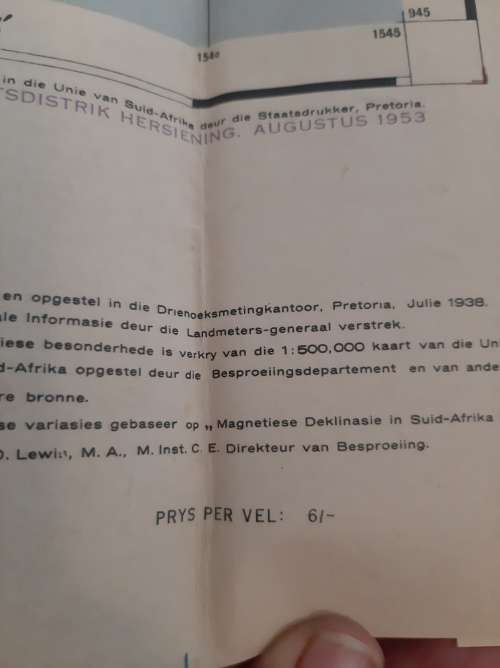 945
1540
1545
in die Unie van Suid-Afrika deur die Staatsdrukker, Pretoria.
TSDISTRIK HERSIENING. AUGUSTUS 1953
en opgestel in die Drienoeksmetingkantoor, Pretoria, Julie 1938.
ale Informasie deur die Landmeters-generaal verstrek.
iese besonderhede is verkry van die 1:500,000 kaart van die Uni
d-Afrika opgestel deur die Besproeiingsdepartement en van ande
re bronne.
se variasies gebaseer op „Magnetiese Deklinasie in Suid-Afrika
D. Lewis, M. A., M. Inst. C. E. Direkteur van Besproeiing.
PRYS PER VEL: 6/-